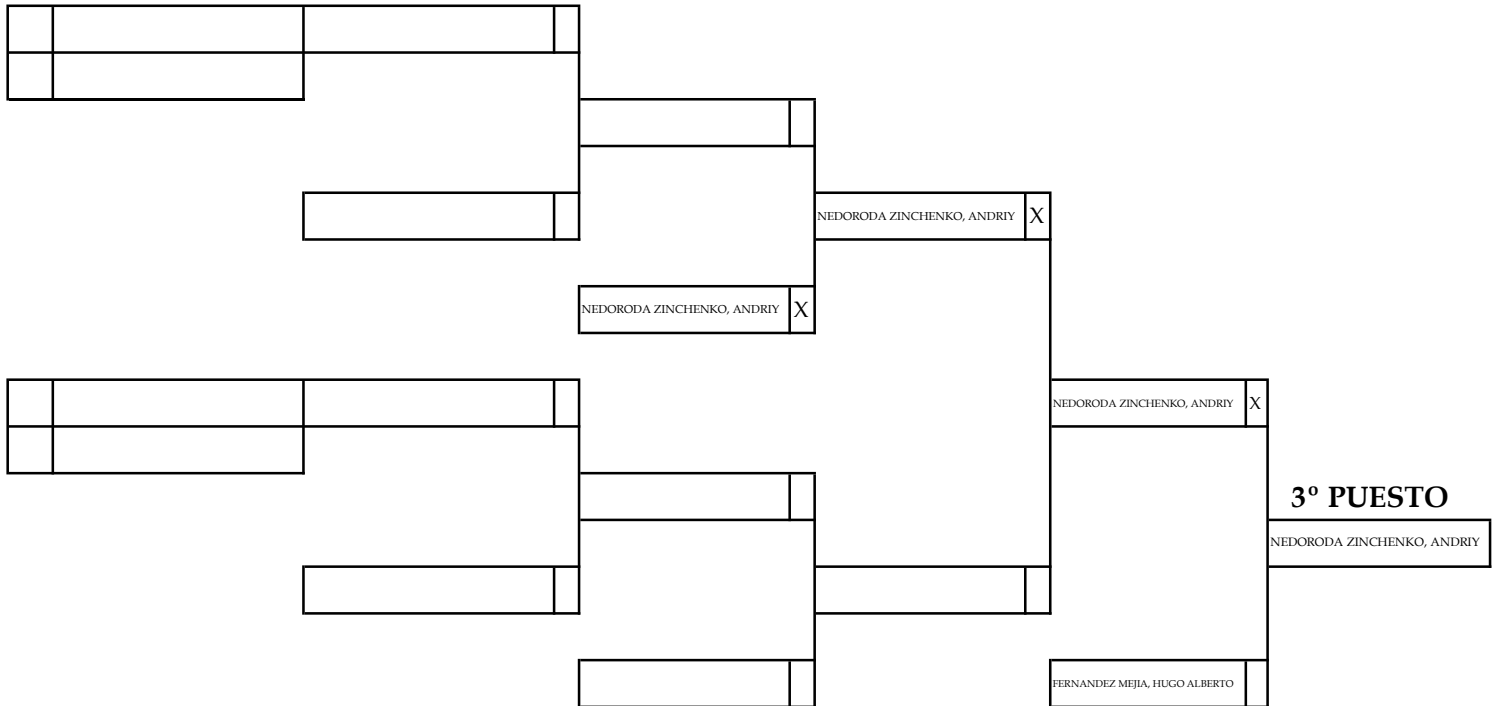 NEDORODA ZINCHENKO, ANDRIY X
NEDORODA ZINCHENKO, ANDRIY X
NEDORODA ZINCHENKO, ANDRIY X
3º PUESTO
NEDORODA ZINCHENKO, ANDRIY
FERNANDEZ MEJIA, HUGO ALBERTO